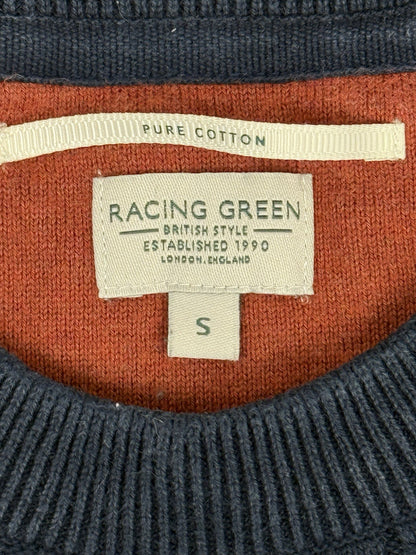 PURE COTTON
RACING GREEN
BRITISH STYLE
ESTABLISHED 1990
LONDON, ENGLAND
S